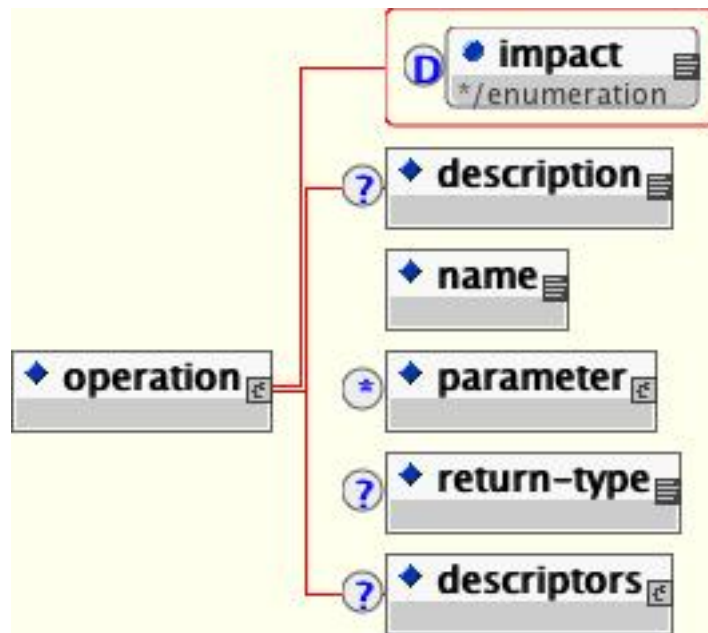 D
impact
*/enumeration
?
description
name
operation
*
parameter
?
return-type
?
descriptors